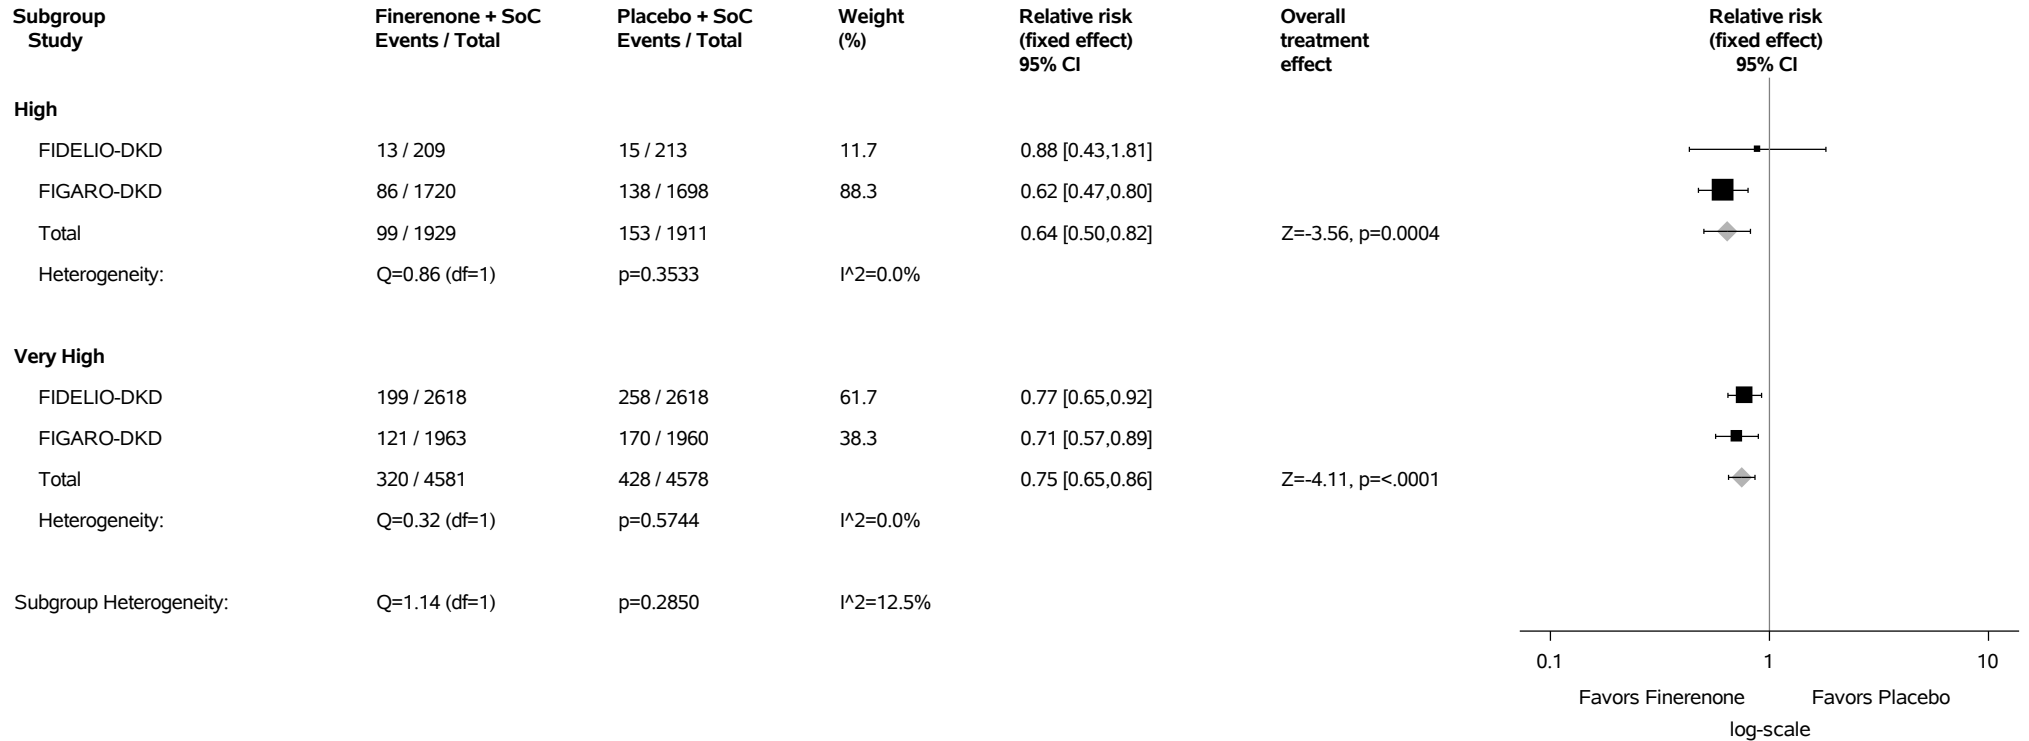 Subgroup Finerenone + SoC Placebo + SoC Weight Relative risk Overall Relative risk
Study Events / Total Events / Total (%) (fixed effect) treatment (fixed effect)
95% CI effect 95% CI
High
FIDELIO-DKD 13 / 209 15 / 213 11.7 0.88 [0.43,1.81]
FIGARO-DKD 86 / 1720 138 / 1698 88.3 0.62 [0.47,0.80]
Total 99 / 1929 153 / 1911 0.64 [0.50,0.82] Z=-3.56, p=0.0004
Heterogeneity: Q=0.86 (df=1) p=0.3533 I^2=0.0%
Very High
FIDELIO-DKD 199 / 2618 258 / 2618 61.7 0.77 [0.65,0.92]
FIGARO-DKD 121 / 1963 170 / 1960 38.3 0.71 [0.57,0.89]
Total 320 / 4581 428 / 4578 0.75 [0.65,0.86] Z=-4.11, p=<.0001
Heterogeneity: Q=0.32 (df=1) p=0.5744 I^2=0.0%
Subgroup Heterogeneity: Q=1.14 (df=1) p=0.2850 I^2=12.5%
0.1 1 10
Favors Finerenone Favors Placebo
log-scale